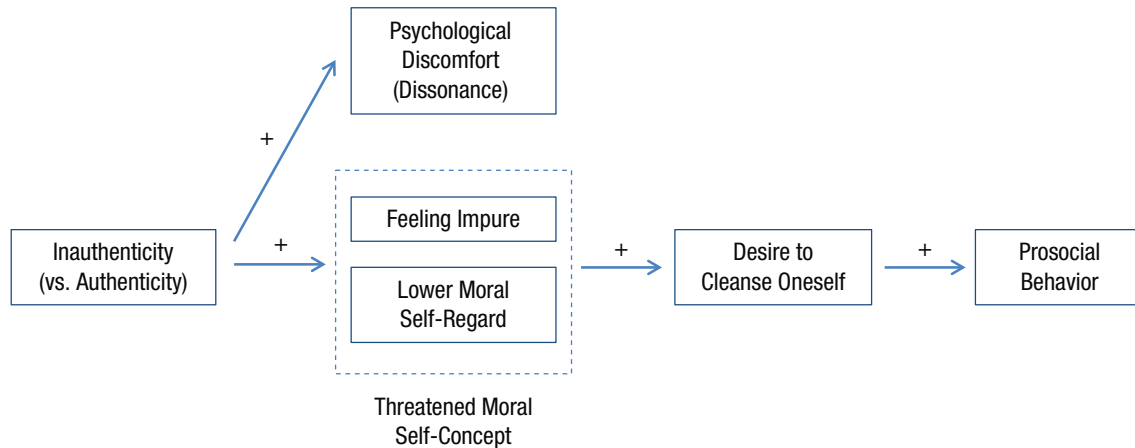 Psychological
Discomfort
(Dissonance)
+
Feeling Impure
Inauthenticity
(vs. Authenticity)
+
Lower Moral
Self-Regard
+
Desire to
Cleanse Oneself
+
Prosocial
Behavior
Threatened Moral
Self-Concept